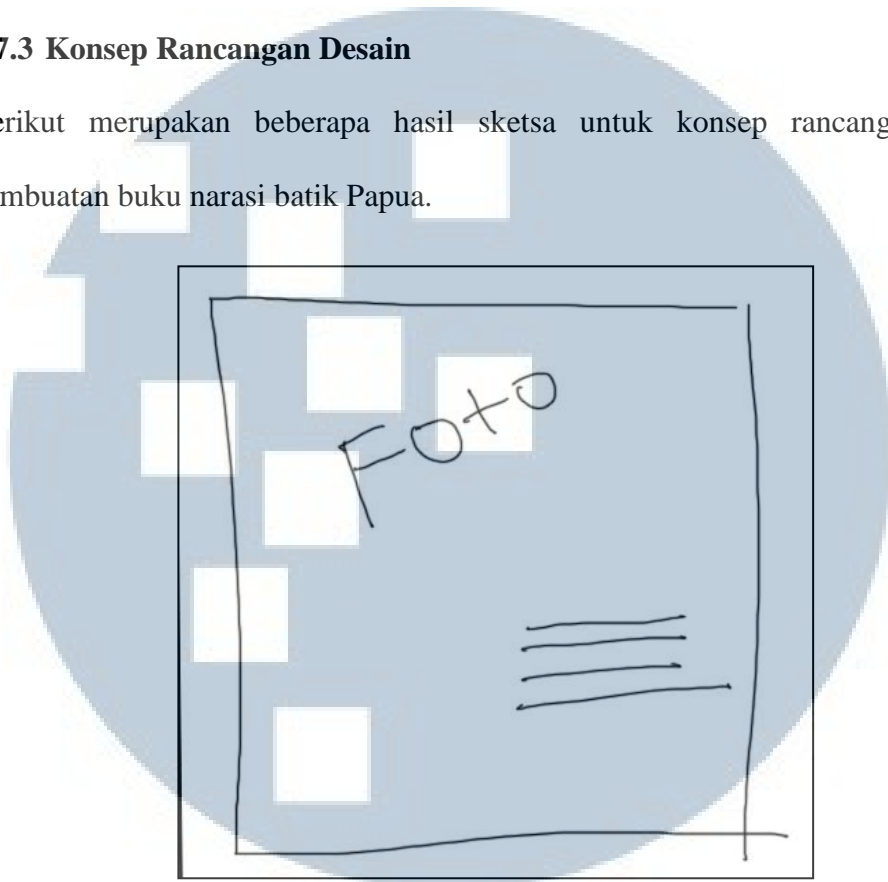 7.3 Konsep Rancangan Desain
erikut merupakan beberapa hasil sketsa untuk konsep rancang
mbuatan buku narasi batik Papua.
Foto